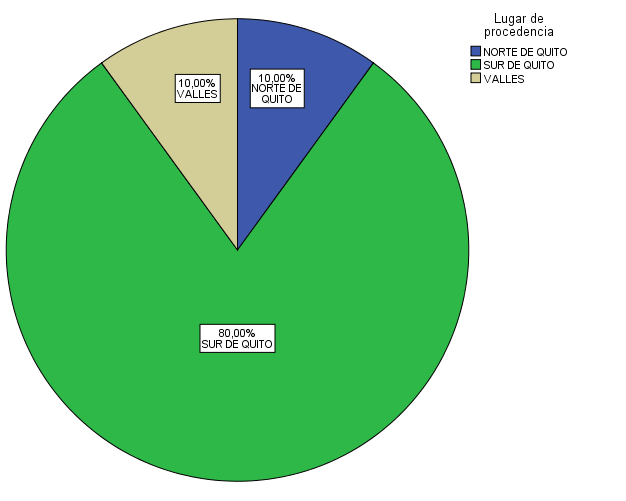 Lugar de
procedencia
NORTE DE QUITO
SUR DE QUITO
VALLES
10,00%
VALLES
10,00%
NORTE DE
QUITO
80,00%
SUR DE QUITO